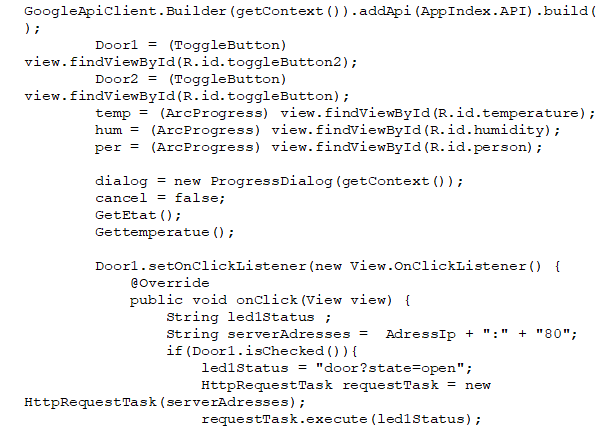 GoogleApiClient.Builder(getContext()).addApi(AppIndex.API).build(
);
Door1 = (ToggleButton)
view.findViewById(R.id.toggleButton2);
Door2 = (ToggleButton)
view.findViewById(R.id.toggleButton);
temp = (ArcProgress) view.findViewById(R.id.temperature);
hum = (ArcProgress) view.findViewById(R.id.humidity);
per = (ArcProgress) view.findViewById(R.id.person);
dialog = new ProgressDialog(getContext());
cancel = false;
GetEtat();
Gettemperatue();
Door1.setOnClickListener(new View.OnClickListener() {
@Override
public void onClick(View view) {
String led1Status ;
String serverAdresses =  AdressIp + ":" + "80";
if(Door1.isChecked()){
led1Status = "door?state=open";
HttpRequestTask requestTask = new
HttpRequestTask(serverAdresses);
requestTask.execute(led1Status);